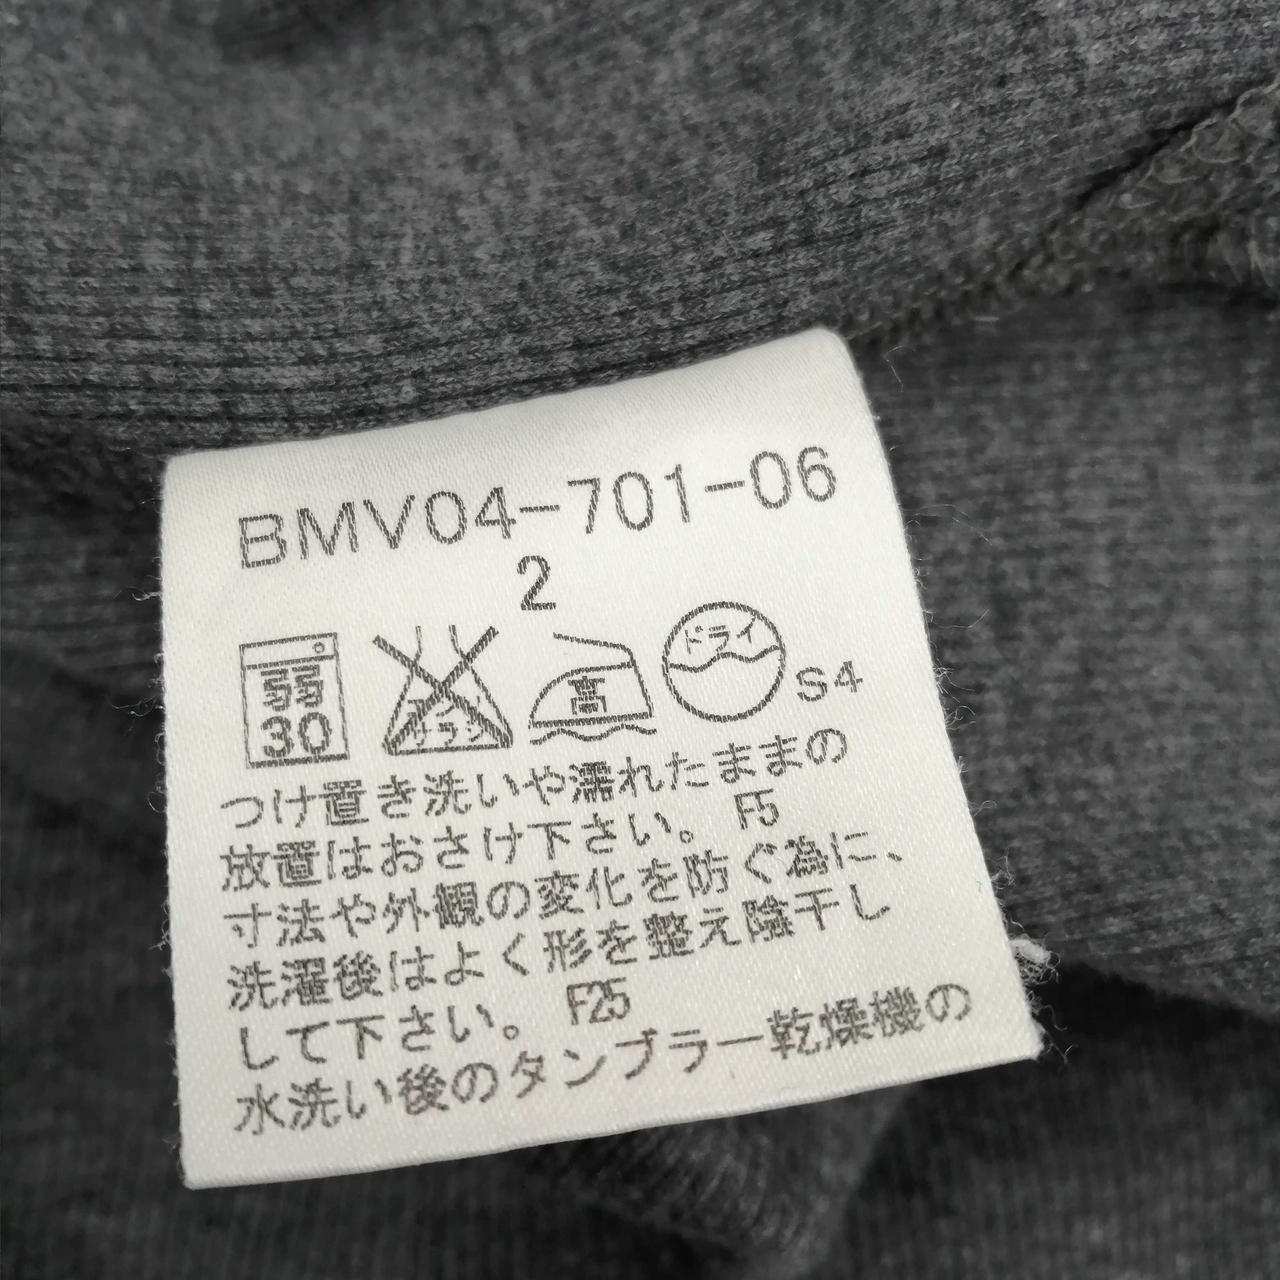 BMV04-701-06
2
弱
30
エンソ
サラシ
高
ドライ
S4
つけ置き洗いや濡れたままの
放置はおさけ下さい。 F5
寸法や外観の変化を防ぐ為に、
洗濯後はよく形を整え陰干し
して下さい。 F25
水洗い後のタンブラー乾燥機の